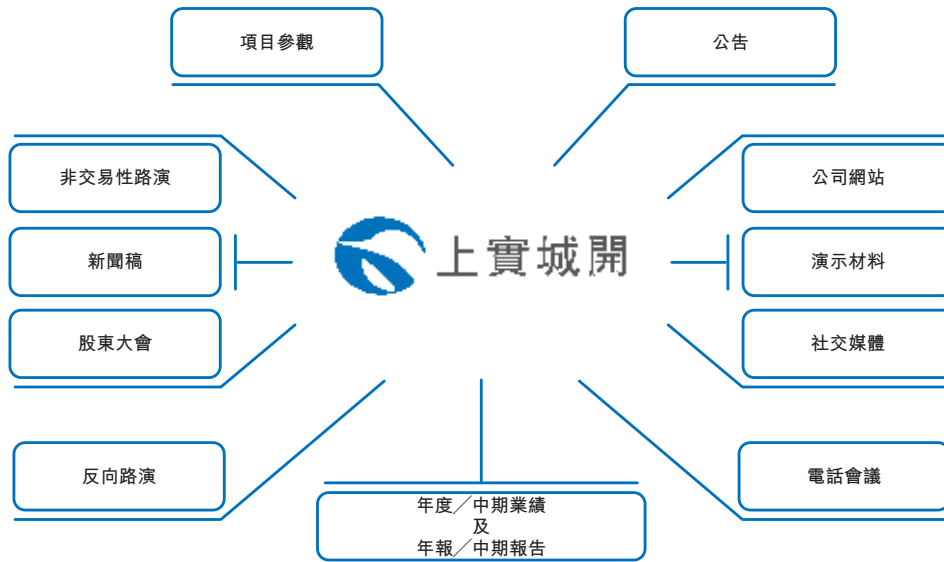 項目參觀
公告
非交易性路演
公司網站
新聞稿
上實城開
演示材料
股東大會
社交媒體
反向路演
電話會議
年度／中期業績
及
年報／中期報告